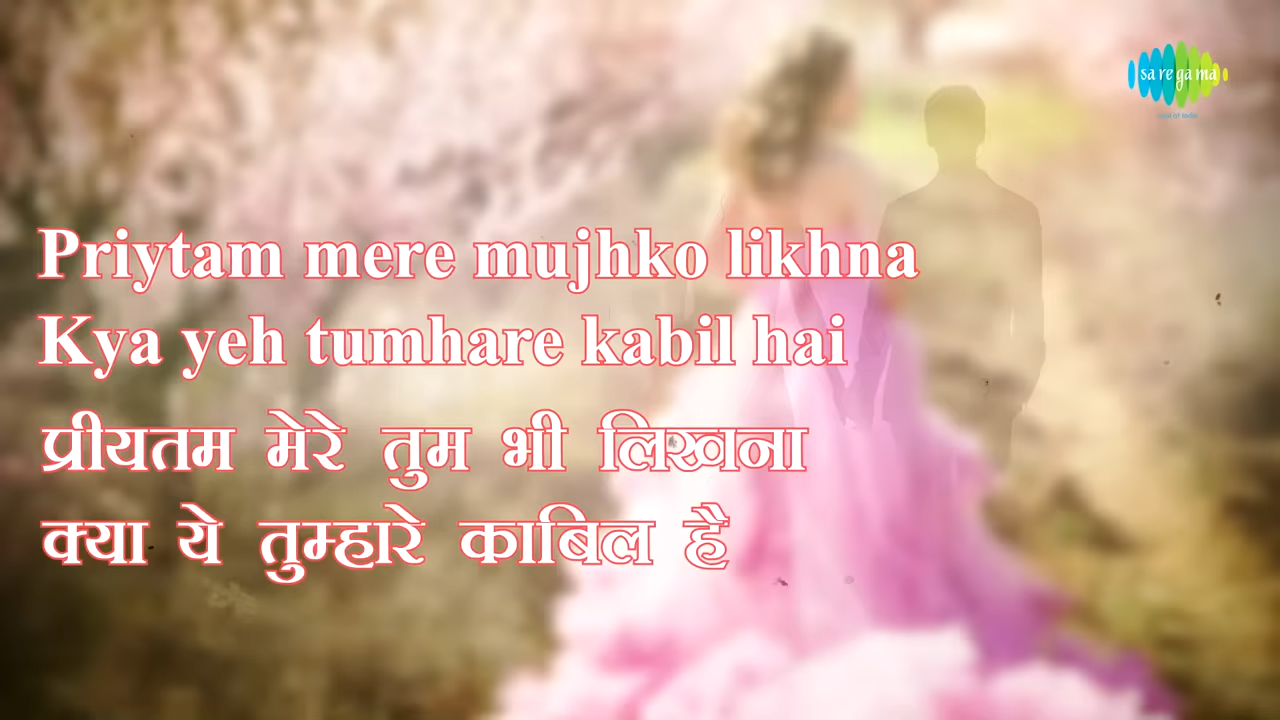 sa re ga ma
Priytam mere mujhko likhna
Kya yeh tumhare kabil hai
प्रीयतम मेरे तुम भी लिखना
क्या ये तुम्हारे काबिल है